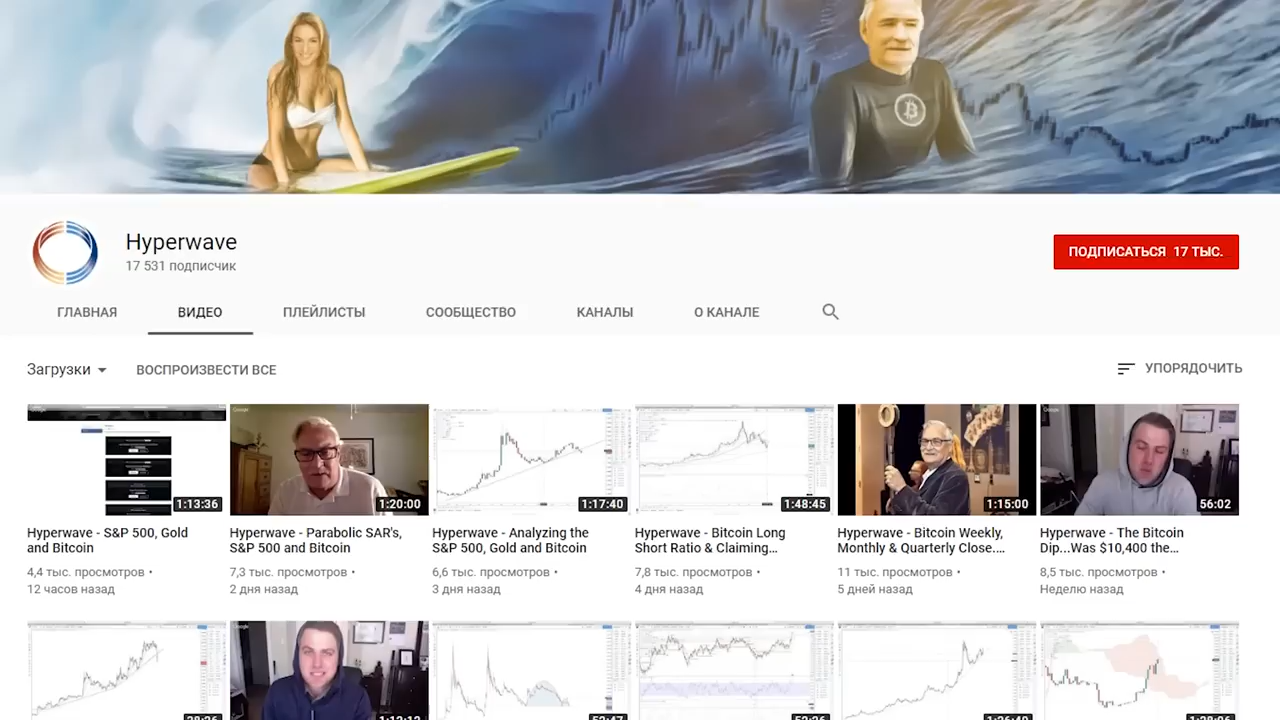 Hyperwave
17 531 подписчик
ПОДПИСАТЬСЯ 17 ТЫС.
ГЛАВНАЯ ВИДЕО ПЛЕЙЛИСТЫ СООБЩЕСТВО КАНАЛЫ О КАНАЛЕ
Загрузки ВОСПРОИЗВЕСТИ ВСЕ УПОРЯДОЧИТЬ
Google Google Google
1:13:36 1:20:00 1:17:40 1:48:45 1:15:00 56:02
Hyperwave - S&P 500, Gold
and Bitcoin
4,4 тыс. просмотров •
12 часов назад
Hyperwave - Parabolic SAR's,
S&P 500 and Bitcoin
7,3 тыс. просмотров •
2 дня назад
Hyperwave - Analyzing the
S&P 500, Gold and Bitcoin
6,6 тыс. просмотров •
3 дня назад
Hyperwave - Bitcoin Long
Short Ratio & Claiming...
7,8 тыс. просмотров •
4 дня назад
Hyperwave - Bitcoin Weekly,
Monthly & Quarterly Close....
11 тыс. просмотров •
5 дней назад
Hyperwave - The Bitcoin
Dip...Was $10,400 the...
8,5 тыс. просмотров •
Неделю назад